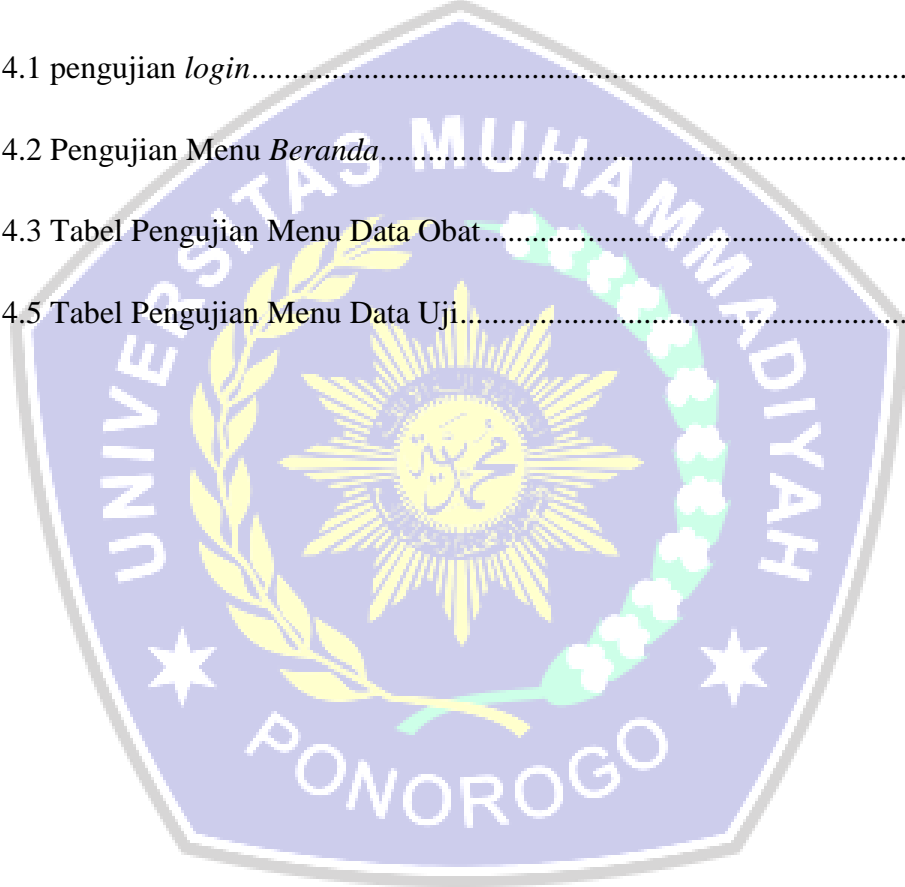 4.1 pengujian login........................................................................
4.2 Pengujian Menu Beranda........................................................................
4.3 Tabel Pengujian Menu Data Obat........................................................................
4.5 Tabel Pengujian Menu Data Uji........................................................................
UNIVERSITAS MUHAMMADIYAH
PONOROGO